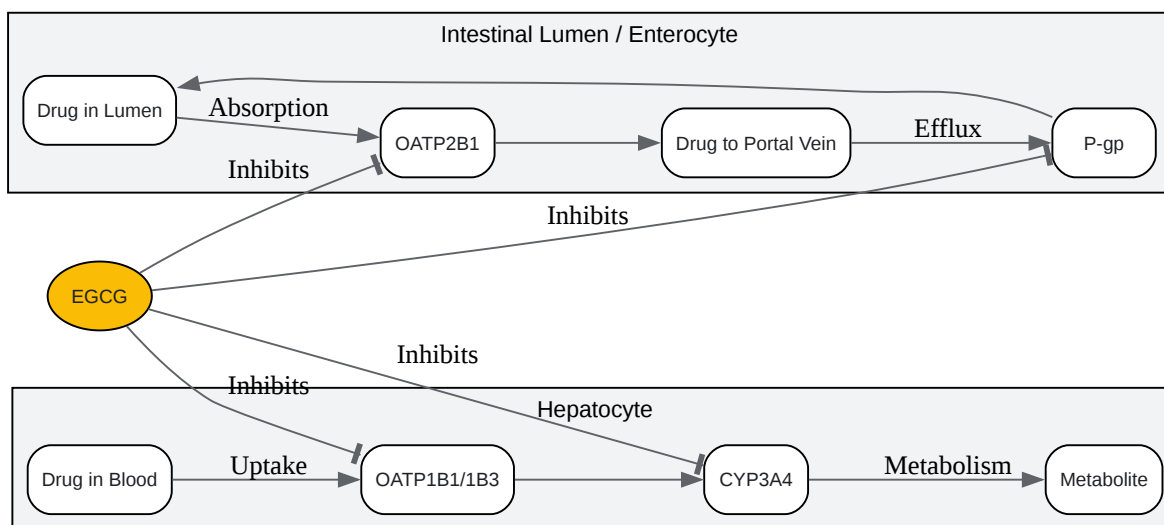 Intestinal Lumen / Enterocyte
Drug in Lumen
Absorption
OATP2B1
Drug to Portal Vein
Efflux
P-gp
Inhibits
Inhibits
EGCG
Inhibits
Inhibits
Hepatocyte
Drug in Blood
Uptake
OATP1B1/1B3
CYP3A4
Metabolism
Metabolite